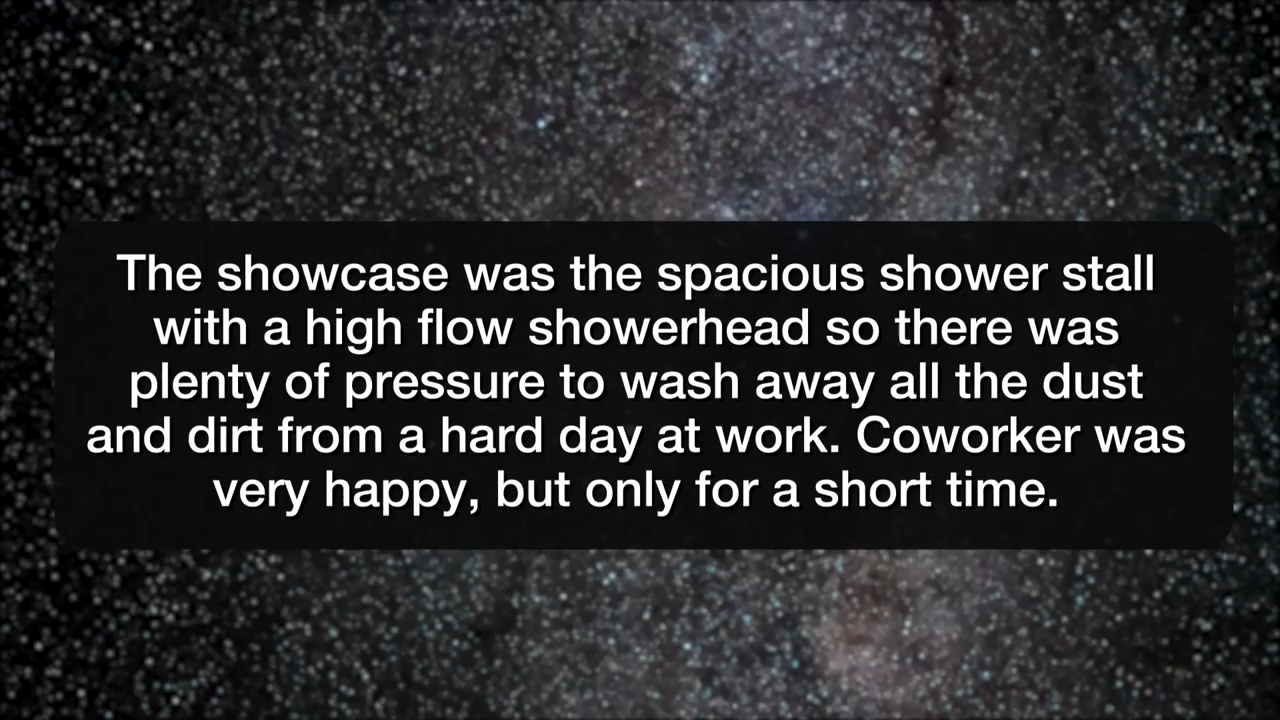 The showcase was the spacious shower stall
with a high flow showerhead so there was
plenty of pressure to wash away all the dust
and dirt from a hard day at work. Coworker was
very happy, but only for a short time.